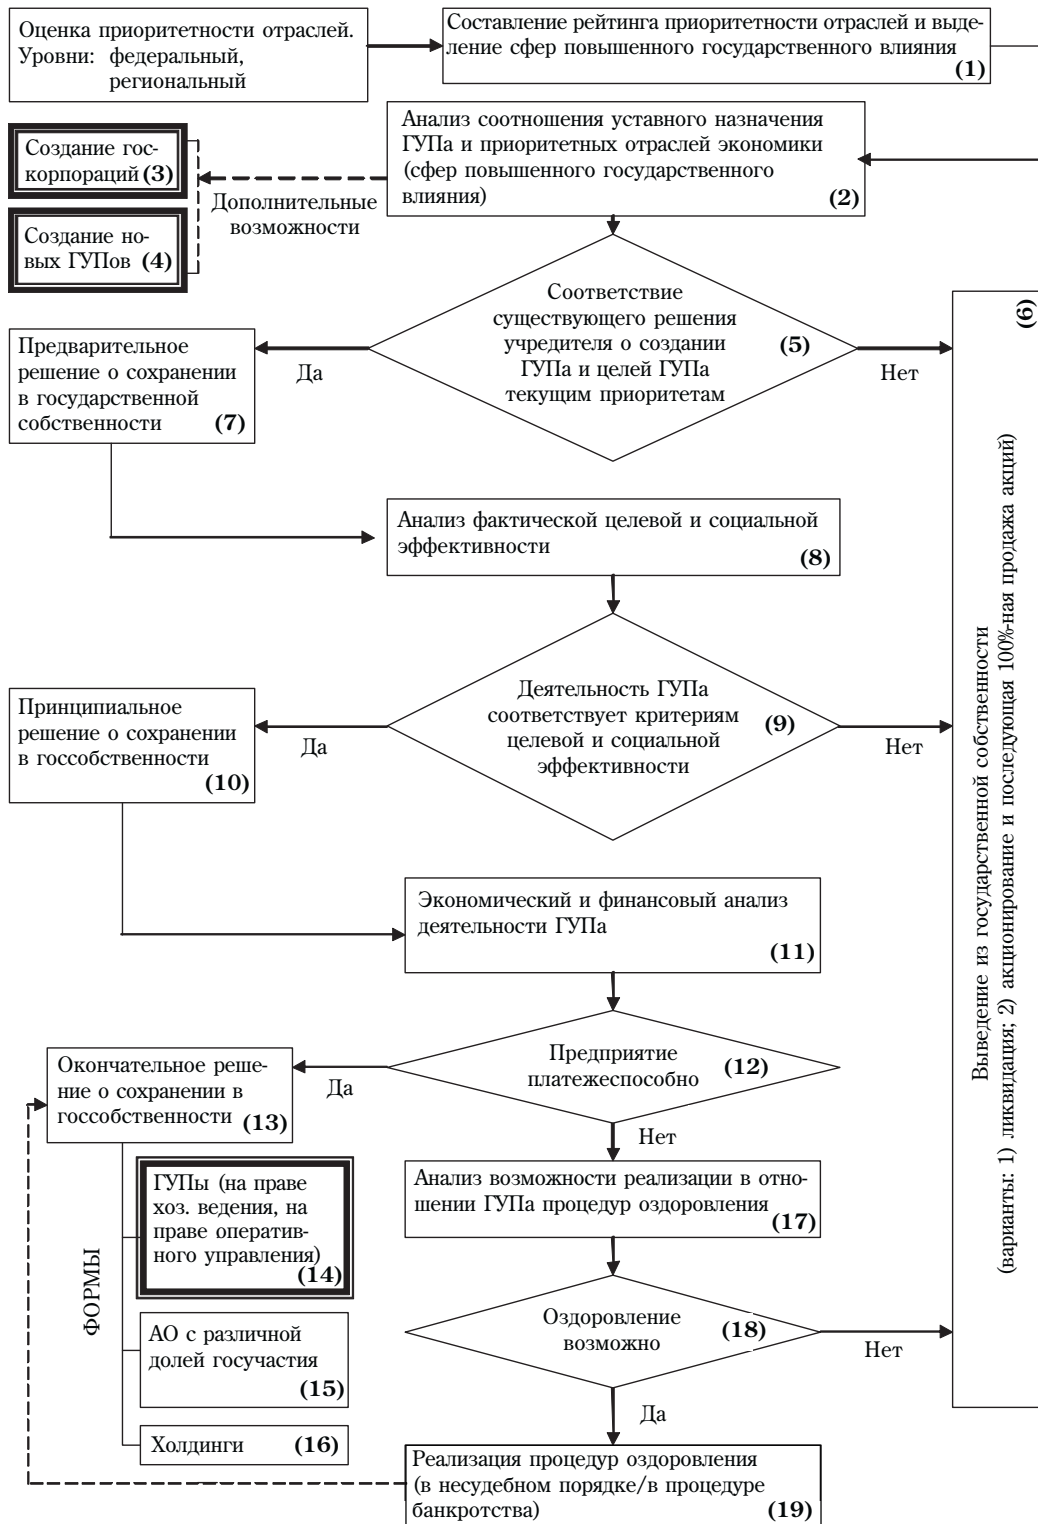 Оценка приоритетности отраслей.
Уровни: федеральный,
региональный
Составление рейтинга приоритетности отраслей и выде-
ление сфер повышенного государственного влияния
(1)
Анализ соотношения уставного назначения
ГУПа и приоритетных отраслей экономики
(сфер повышенного государственного
влияния)
(2)
Создание гос-
корпораций (3)
Дополнительные
возможности
Создание но-
вых ГУПов (4)
Соответствие
существующего решения
учредителя о создании
ГУПа и целей ГУПа
текущим приоритетам
(5)
Да
Нет
(6)
Выведение из государственной собственности
(варианты: 1) ликвидация; 2) акционирование и последующая 100%-ная продажа акций)
Предварительное
решение о сохранении
в государственной
собственности
(7)
Анализ фактической целевой и социальной
эффективности
(8)
Деятельность ГУПа
соответствует критериям
целевой и социальной
эффективности
(9)
Да
Нет
Принципиальное
решение о сохранении
в госсобственности
(10)
Экономический и финансовый анализ
деятельности ГУПа
(11)
Предприятие
платежеспособно
(12)
Да
Нет
Окончательное реше-
ние о сохранении в
госсобственности (13)
ФОРМЫ
ГУПы (на праве
хоз. ведения, на
праве оператив-
ного управления)
(14)
АО с различной
долей госучастия
(15)
Холдинги (16)
Анализ возможности реализации в отно-
шении ГУПа процедур оздоровления
(17)
Оздоровление
возможно
(18)
Нет
Да
Реализация процедур оздоровления
(в несудебном порядке/в процедуре
банкротства)
(19)